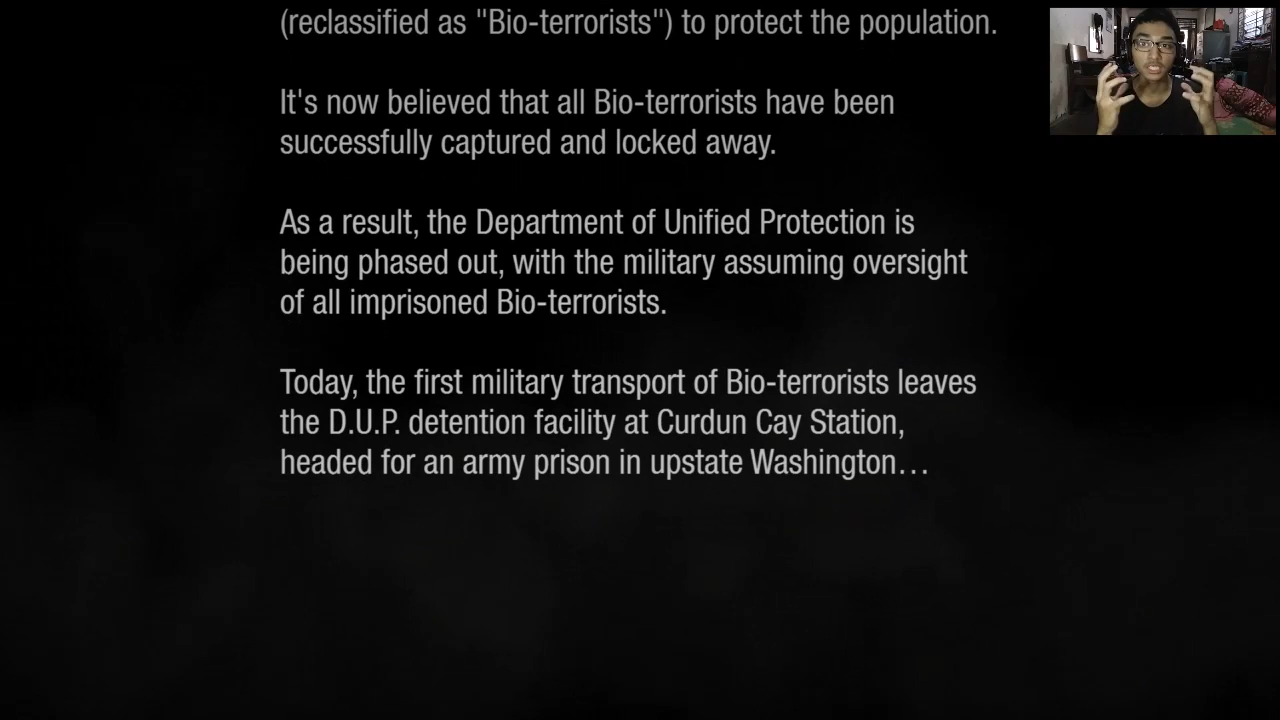 (reclassified as "Bio-terrorists") to protect the population.
It's now believed that all Bio-terrorists have been
successfully captured and locked away.
As a result, the Department of Unified Protection is
being phased out, with the military assuming oversight
of all imprisoned Bio-terrorists.
Today, the first military transport of Bio-terrorists leaves
the D.U.P. detention facility at Curdun Cay Station,
headed for an army prison in upstate Washington…